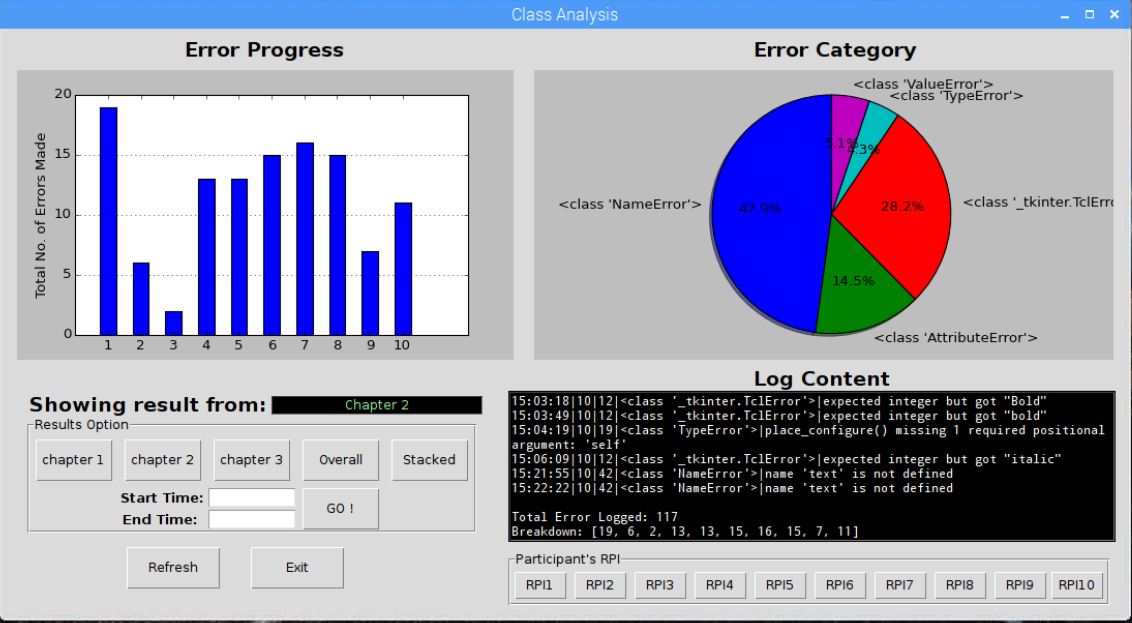 Class Analysis
Error Progress
Total No. of Errors Made
20
15
10
5
0
1 2 3 4 5 6 7 8 9 10
Error Category
<class 'ValueError'>
<class 'TypeError'>
<class '_tkinter.TclErro
<class 'NameError'>
<class 'AttributeError'>
5.1%
4.3%
47.9%
28.2%
14.5%
Showing result from: Chapter 2
Results Option
chapter 1 chapter 2 chapter 3 Overall Stacked
Start Time:
End Time:
GO !
Refresh Exit
Log Content
15:03:18|10|12|<class '_tkinter.TclError'>|expected integer but got "Bold"
15:03:49|10|12|<class '_tkinter.TclError'>|expected integer but got "bold"
15:04:19|10|19|<class 'TypeError'>|place_configure() missing 1 required positional
argument: 'self'
15:06:09|10|12|<class '_tkinter.TclError'>|expected integer but got "italic"
15:21:55|10|42|<class 'NameError'>|name 'text' is not defined
15:22:22|10|42|<class 'NameError'>|name 'text' is not defined
Total Error Logged: 117
Breakdown: [19, 6, 2, 13, 13, 15, 16, 15, 7, 11]
Participant's RPI
RPI1 RPI2 RPI3 RPI4 RPI5 RPI6 RPI7 RPI8 RPI9 RPI10